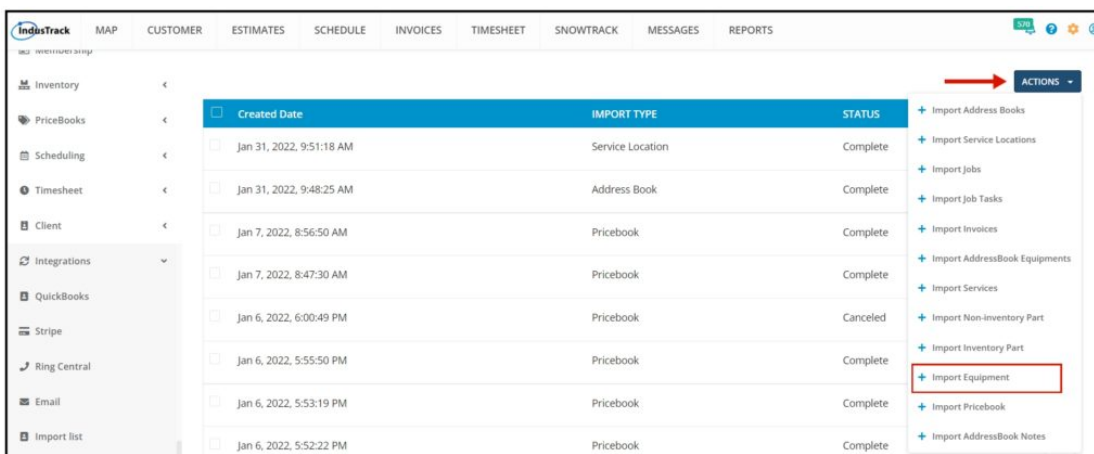 IndusTrack MAP CUSTOMER ESTIMATES SCHEDULE INVOICES TIMESHEET SNOWTRACK MESSAGES REPORTS 570
Membership
Inventory
PriceBooks
Scheduling
Timesheet
Client
Integrations
QuickBooks
Stripe
Ring Central
Email
Import list
ACTIONS
Created Date IMPORT TYPE STATUS
Jan 31, 2022, 9:51:18 AM Service Location Complete
Jan 31, 2022, 9:48:25 AM Address Book Complete
Jan 7, 2022, 8:56:50 AM Pricebook Complete
Jan 7, 2022, 8:47:30 AM Pricebook Complete
Jan 6, 2022, 6:00:49 PM Pricebook Canceled
Jan 6, 2022, 5:55:50 PM Pricebook Complete
Jan 6, 2022, 5:53:19 PM Pricebook Complete
Jan 6, 2022, 5:52:22 PM Pricebook Complete
+ Import Address Books
+ Import Service Locations
+ Import Jobs
+ Import Job Tasks
+ Import Invoices
+ Import AddressBook Equipments
+ Import Services
+ Import Non-inventory Part
+ Import Inventory Part
+ Import Equipment
+ Import Pricebook
+ Import AddressBook Notes